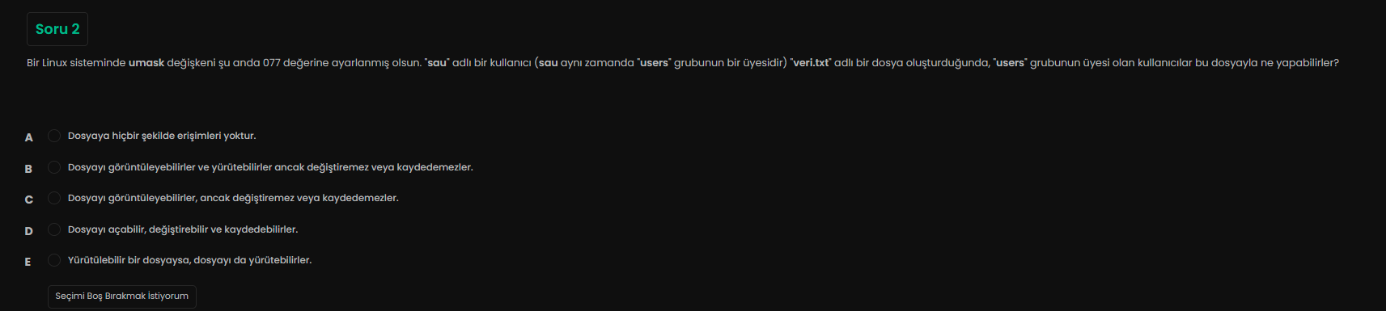 Soru 2
Bir Linux sisteminde umask değişkeni şu anda 077 değerine ayarlanmış olsun. "sau" adlı bir kullanıcı (sau aynı zamanda "users" grubunun bir üyesidir) "veri.txt" adlı bir dosya oluşturduğunda, "users" grubunun üyesi olan kullanıcılar bu dosyayla ne yapabilirler?
A Dosyaya hiçbir şekilde erişimleri yoktur.
B Dosyayı görüntüleyebilirler ve yürütebilirler ancak değiştiremez veya kaydedemezler.
C Dosyayı görüntüleyebilirler, ancak değiştiremez veya kaydedemezler.
D Dosyayı açabilir, değiştirebilir ve kaydedebilirler.
E Yürütülebilir bir dosyaysa, dosyayı da yürütebilirler.
Seçimi Boş Bırakmak İstiyorum